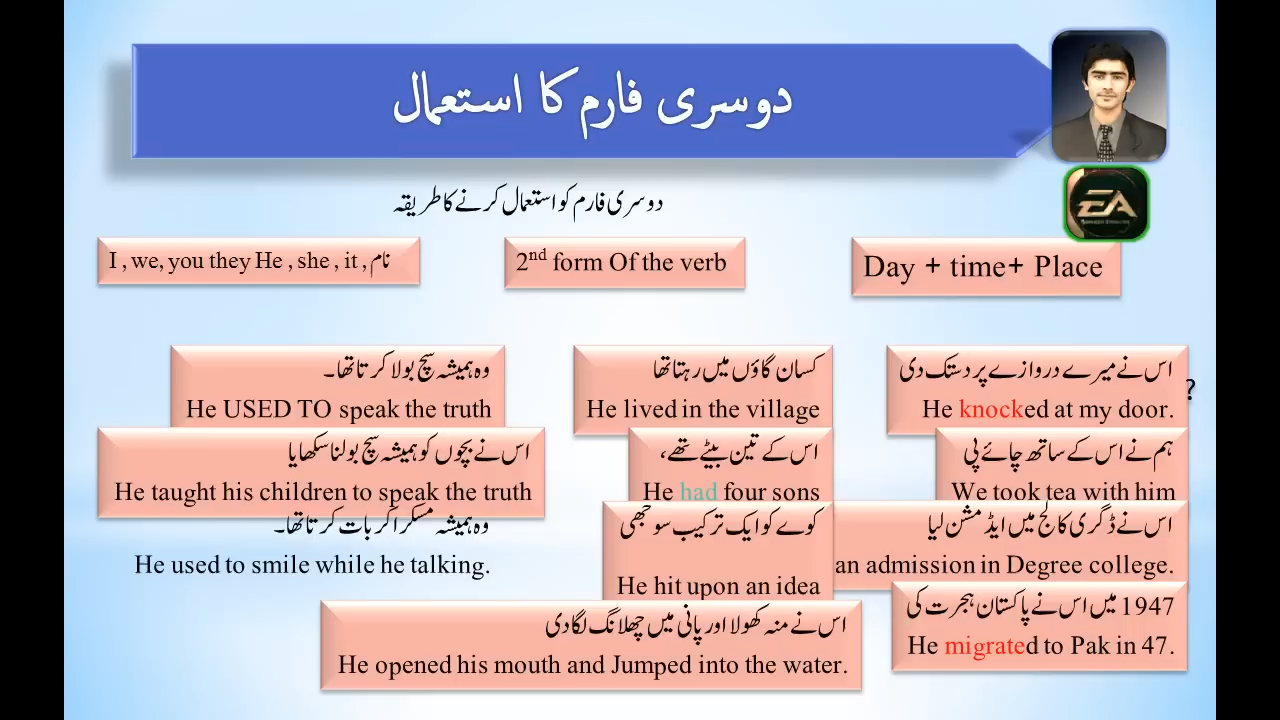 دوسری فارم کا استعمال
دوسری فارم کو استعمال کرنے کا طریقہ
I , we, you they He , she , it , نام
2nd form Of the verb
Day + time+ Place
EA
وہ ہمیشہ سچ بولا کرتا تھا۔
He USED TO speak the truth
کسان گاؤں میں رہتا تھا
He lived in the village
اس نے میرے دروازے پر دستک دی
He knocked at my door.
?
اس نے بچوں کو ہمیشہ سچ بولنا سکھایا
He taught his children to speak the truth
اس کے تین بیٹے تھے،
He had four sons
ہم نے اس کے ساتھ چائے پی
We took tea with him
وہ ہمیشہ مسکرا کر بات کرتا تھا۔
He used to smile while he talking.
کوے کو ایک ترکیب سوجھی
He hit upon an idea
اس نے ڈگری کالج میں ایڈمشن لیا
an admission in Degree college.
اس نے منہ کھولا اور پانی میں چھلانگ لگا دی
He opened his mouth and Jumped into the water.
1947 میں اس نے پاکستان ہجرت کی
He migrated to Pak in 47.